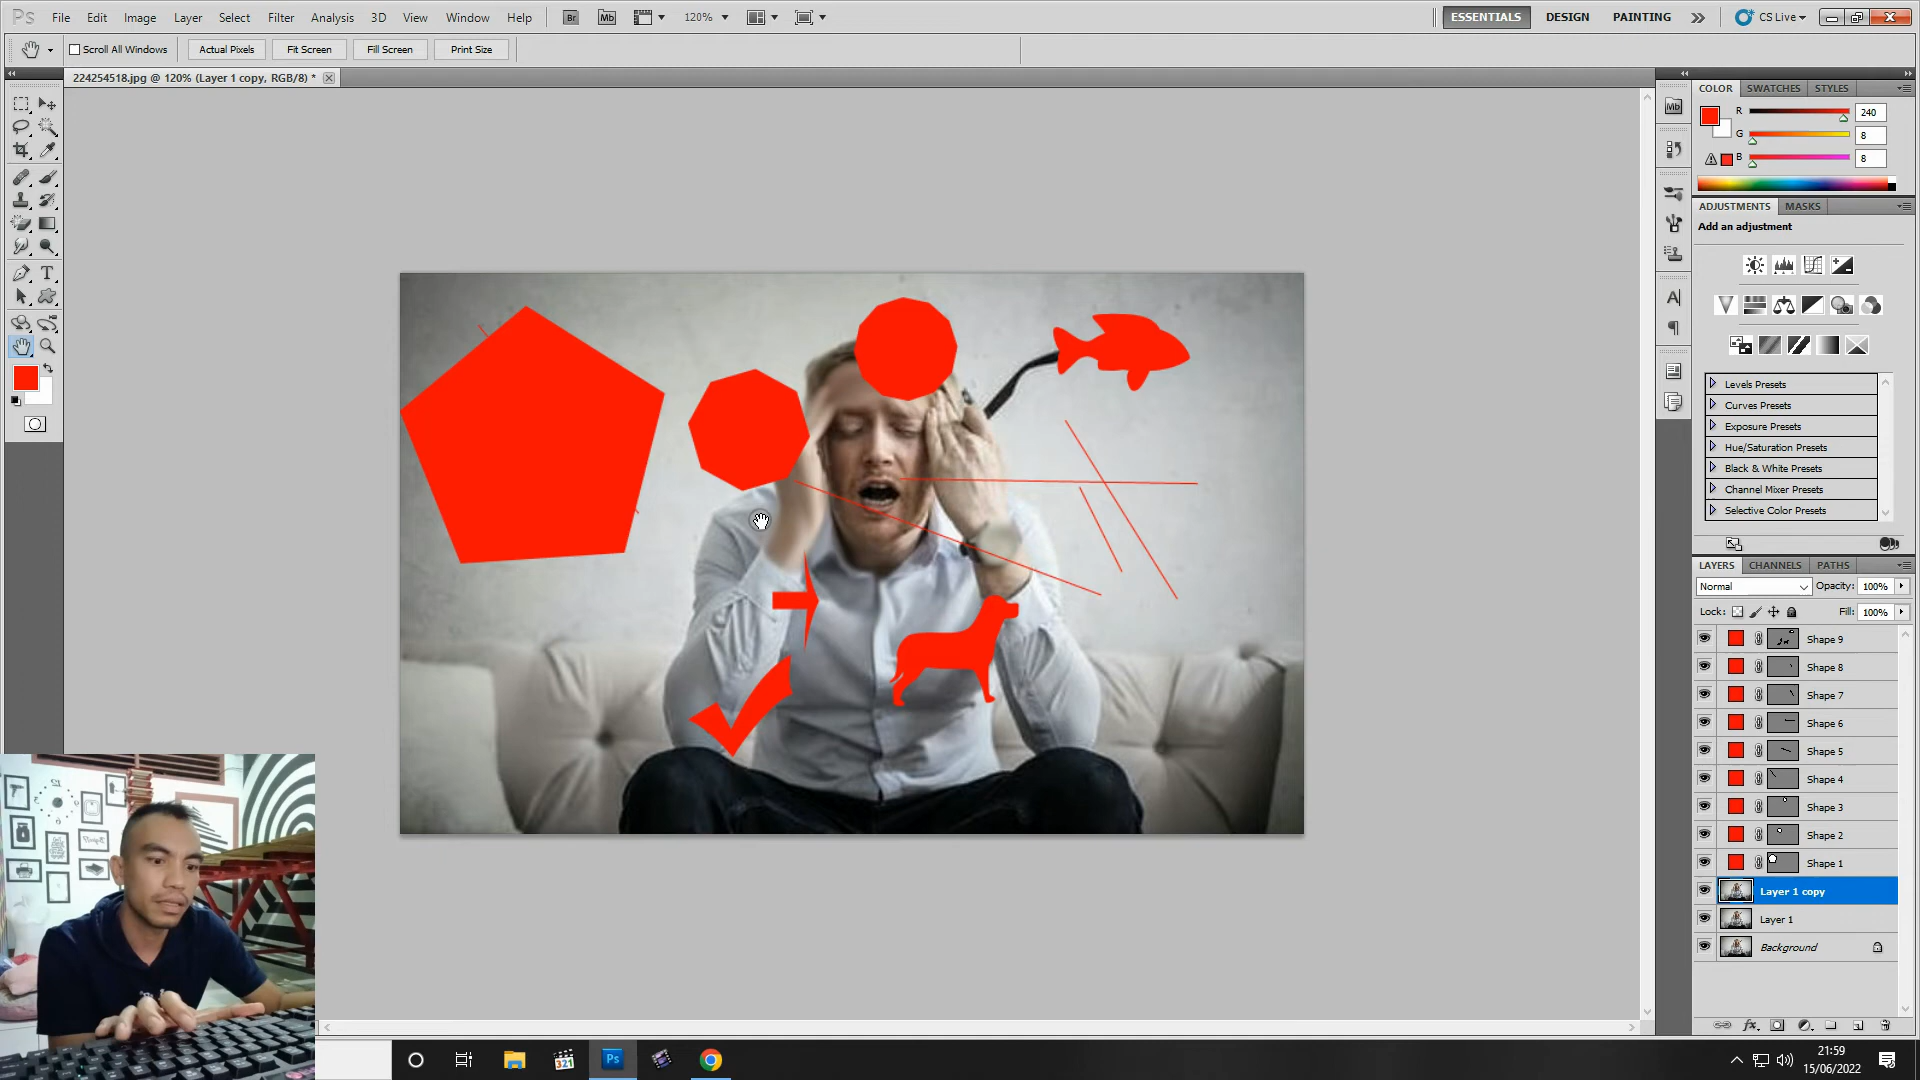 Ps File Edit Image Layer Select Filter Analysis 3D View Window Help Br Mb 120% ESSENTIALS DESIGN PAINTING CS Live
Scroll All Windows Actual Pixels Fit Screen Fill Screen Print Size
224254518.jpg @ 120% (Layer 1 copy, RGB/8) *
COLOR SWATCHES STYLES
Mb
R 240
G 8
B 8
ADJUSTMENTS MASKS
Add an adjustment
Levels Presets
Curves Presets
Exposure Presets
Hue/Saturation Presets
Black & White Presets
Channel Mixer Presets
Selective Color Presets
LAYERS CHANNELS PATHS
Normal Opacity: 100%
Lock: Fill: 100%
Shape 9
Shape 8
Shape 7
Shape 6
Shape 5
Shape 4
Shape 3
Shape 2
Shape 1
Layer 1 copy
Layer 1
Background
321
Ps
21:59
15/06/2022